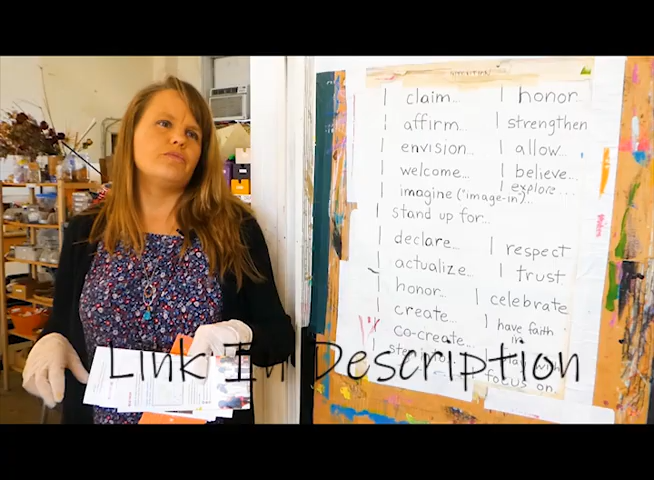 I claim...
I affirm...
I envision...
I welcome...
I imagine ("image-in")...
I stand up for...
I declare...
I actualize...
I honor...
I create...
I co-create...
I honor...
I strengthen
I allow...
I believe...
I explore...
I respect
I trust
I celebrate
I have faith
in
focus on
Link In Description